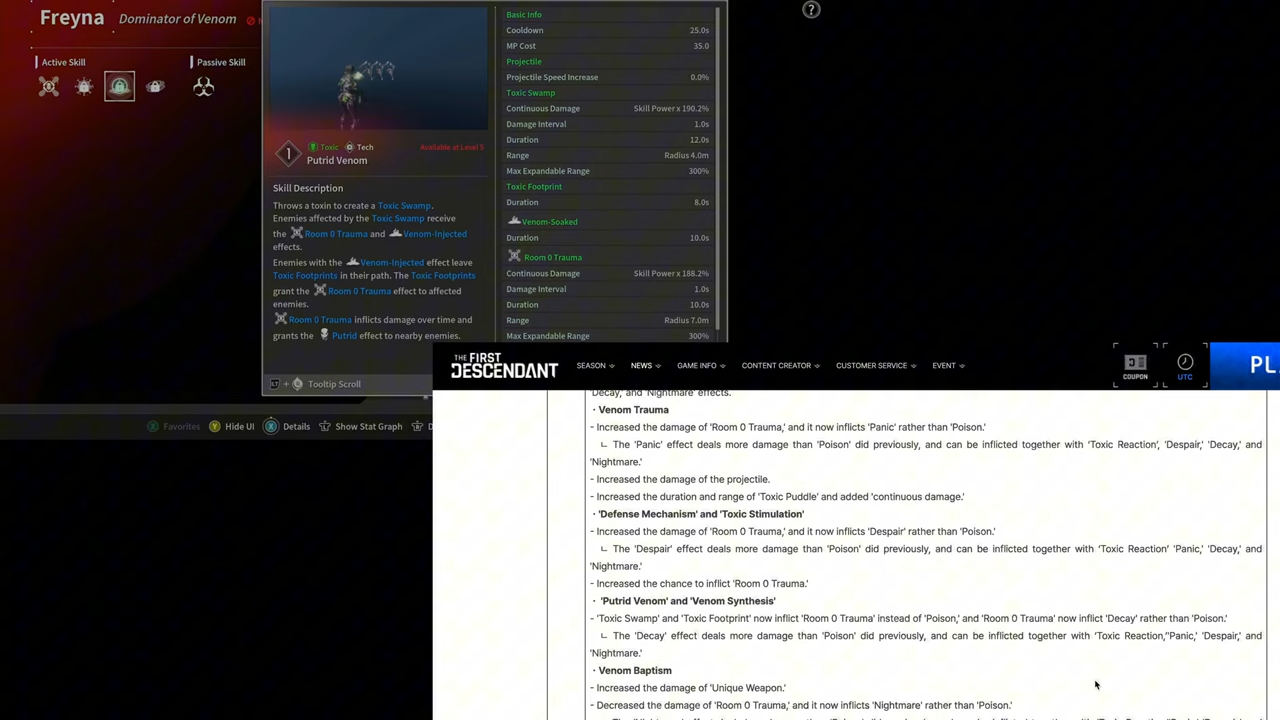 Freyna Dominator of Venom
Active Skill
Passive Skill
1
Toxic Tech
Available at Level 5
Putrid Venom
Skill Description
Throws a toxin to create a Toxic Swamp.
Enemies affected by the Toxic Swamp receive
the Room 0 Trauma and Venom-Injected
effects.
Enemies with the Venom-Injected effect leave
Toxic Footprints in their path. The Toxic Footprints
grant the Room 0 Trauma effect to affected
enemies.
Room 0 Trauma inflicts damage over time and
grants the Putrid effect to nearby enemies.
LT + Tooltip Scroll
Basic Info
Cooldown 25.0s
MP Cost 35.0
Projectile
Projectile Speed Increase 0.0%
Toxic Swamp
Continuous Damage Skill Power x 190.2%
Damage Interval 1.0s
Duration 12.0s
Range Radius 4.0m
Max Expandable Range 300%
Toxic Footprint
Duration 8.0s
Venom-Soaked
Duration 10.0s
Room 0 Trauma
Continuous Damage Skill Power x 188.2%
Damage Interval 1.0s
Duration 10.0s
Range Radius 7.0m
Max Expandable Range 300%
?
X Favorites Y Hide UI X Details Show Stat Graph D
THE FIRST
DESCENDANT
SEASON NEWS GAME INFO CONTENT CREATOR CUSTOMER SERVICE EVENT
COUPON
UTC
PL
'Decay,' and 'Nightmare' effects.
· Venom Trauma
- Increased the damage of 'Room 0 Trauma,' and it now inflicts 'Panic' rather than 'Poison.'
ㄴ The 'Panic' effect deals more damage than 'Poison' did previously, and can be inflicted together with 'Toxic Reaction', 'Despair,' 'Decay,' and
'Nightmare.'
- Increased the damage of the projectile.
- Increased the duration and range of 'Toxic Puddle' and added 'continuous damage.'
· 'Defense Mechanism' and 'Toxic Stimulation'
- Increased the damage of 'Room 0 Trauma,' and it now inflicts 'Despair' rather than 'Poison.'
ㄴ The 'Despair' effect deals more damage than 'Poison' did previously, and can be inflicted together with 'Toxic Reaction' 'Panic,' 'Decay,' and
'Nightmare.'
- Increased the chance to inflict 'Room 0 Trauma.'
· 'Putrid Venom' and 'Venom Synthesis'
- 'Toxic Swamp' and 'Toxic Footprint' now inflict 'Room 0 Trauma' instead of 'Poison,' and 'Room 0 Trauma' now inflict 'Decay' rather than 'Poison.'
ㄴ The 'Decay' effect deals more damage than 'Poison' did previously, and can be inflicted together with 'Toxic Reaction,''Panic,' 'Despair,' and
'Nightmare.'
· Venom Baptism
- Increased the damage of 'Unique Weapon.'
- Decreased the damage of 'Room 0 Trauma,' and it now inflicts 'Nightmare' rather than 'Poison.'